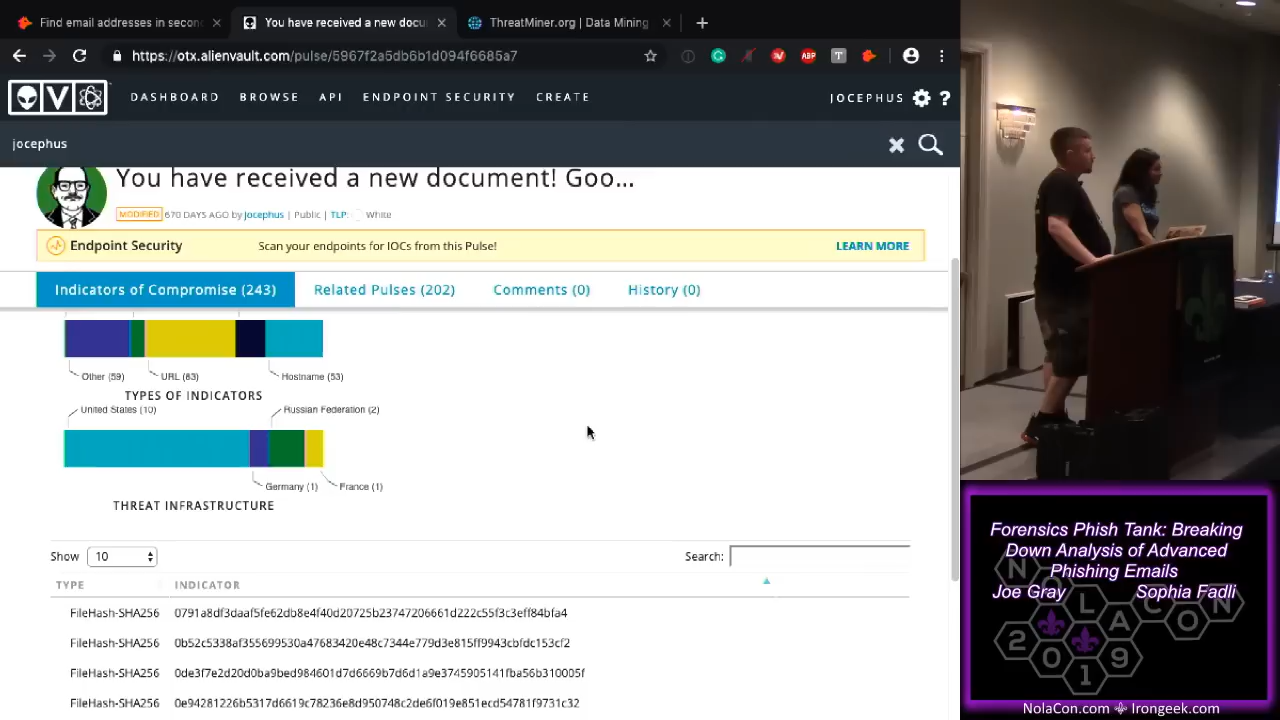 Find email addresses in secon
You have received a new docu
ThreatMiner.org | Data Mining
https://otx.alienvault.com/pulse/5967f2a5db6b1d094f6685a7
V
DASHBOARD
BROWSE
API
ENDPOINT SECURITY
CREATE
JOCEPHUS
?
jocephus
You have received a new document! Goo...
MODIFIED 670 DAYS AGO by Jocephus | Public | TLP: White
Endpoint Security
Scan your endpoints for IOCs from this Pulse!
LEARN MORE
Indicators of Compromise (243)
Related Pulses (202)
Comments (0)
History (0)
Other (59)
URL (83)
Hostname (53)
TYPES OF INDICATORS
United States (10)
Russian Federation (2)
Germany (1)
France (1)
THREAT INFRASTRUCTURE
Show 10
Search:
TYPE
INDICATOR
FileHash-SHA256 0791a8df3daaf5fe62db8e4f40d20725b23747206661d222c55f3c3eff84bfa4
FileHash-SHA256 0b52c5338af355699530a47683420e48c7344e779d3e815ff9943cbfdc153cf2
FileHash-SHA256 0de3f7e2d20d0ba9bed984601d7d6669b7d6d1a9e3745905141fba56b310005f
FileHash-SHA256 0e94281226b5317d6619c78236e8d950748c2de6f019e851ecd54781f9731c32
Forensics Phish Tank: Breaking
Down Analysis of Advanced
Phishing Emails
Joe Gray
Sophia Fadli
NOLACON
2019
NolaCon.com
Irongeek.com